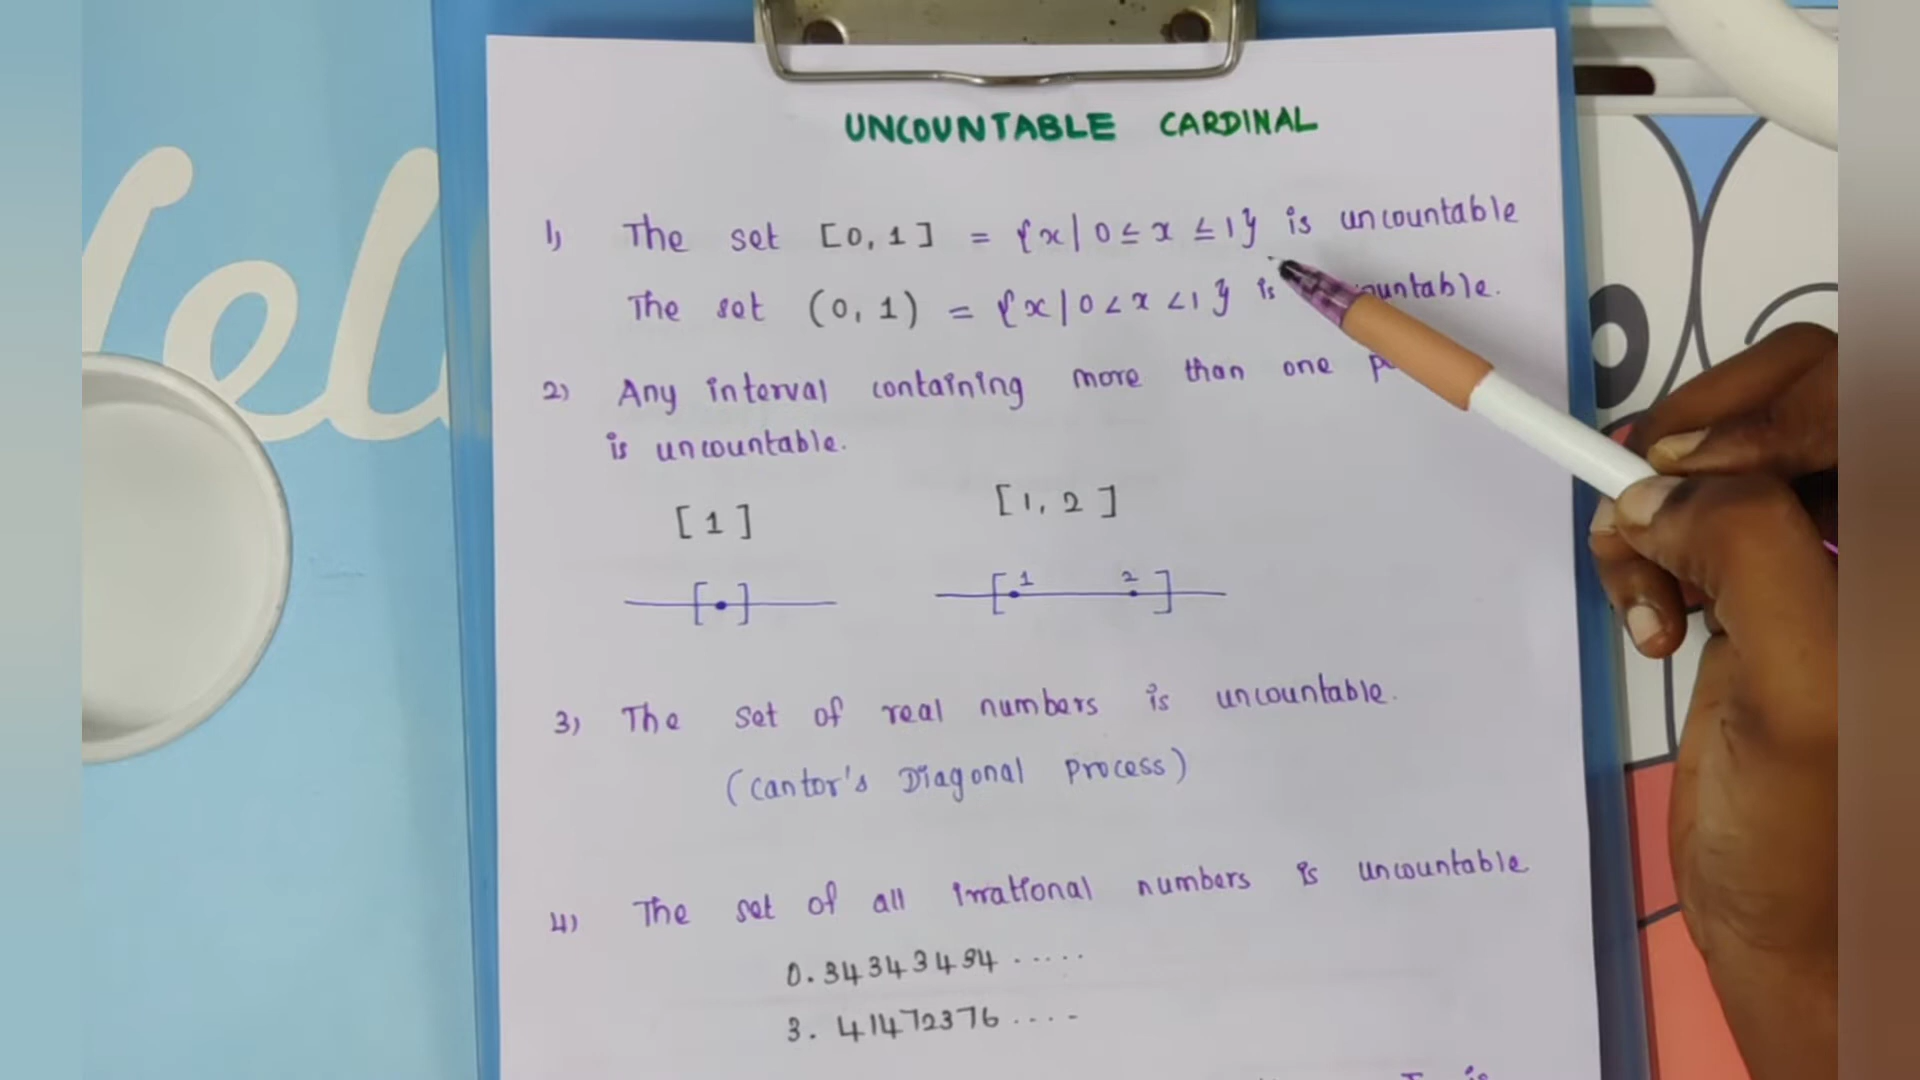 UNCOUNTABLE CARDINAL
1) The set [0, 1] = {x | 0 ≤ x ≤ 1} is uncountable
The set (0, 1) = {x | 0 < x < 1} is
2) Any interval containing more than one
is uncountable.
[1] [1, 2]
[•] [1 2]
3) The set of real numbers is uncountable.
(Cantor's Diagonal Process)
4) The set of all irrational numbers is uncountable
0.34343434.....
3.41472376....